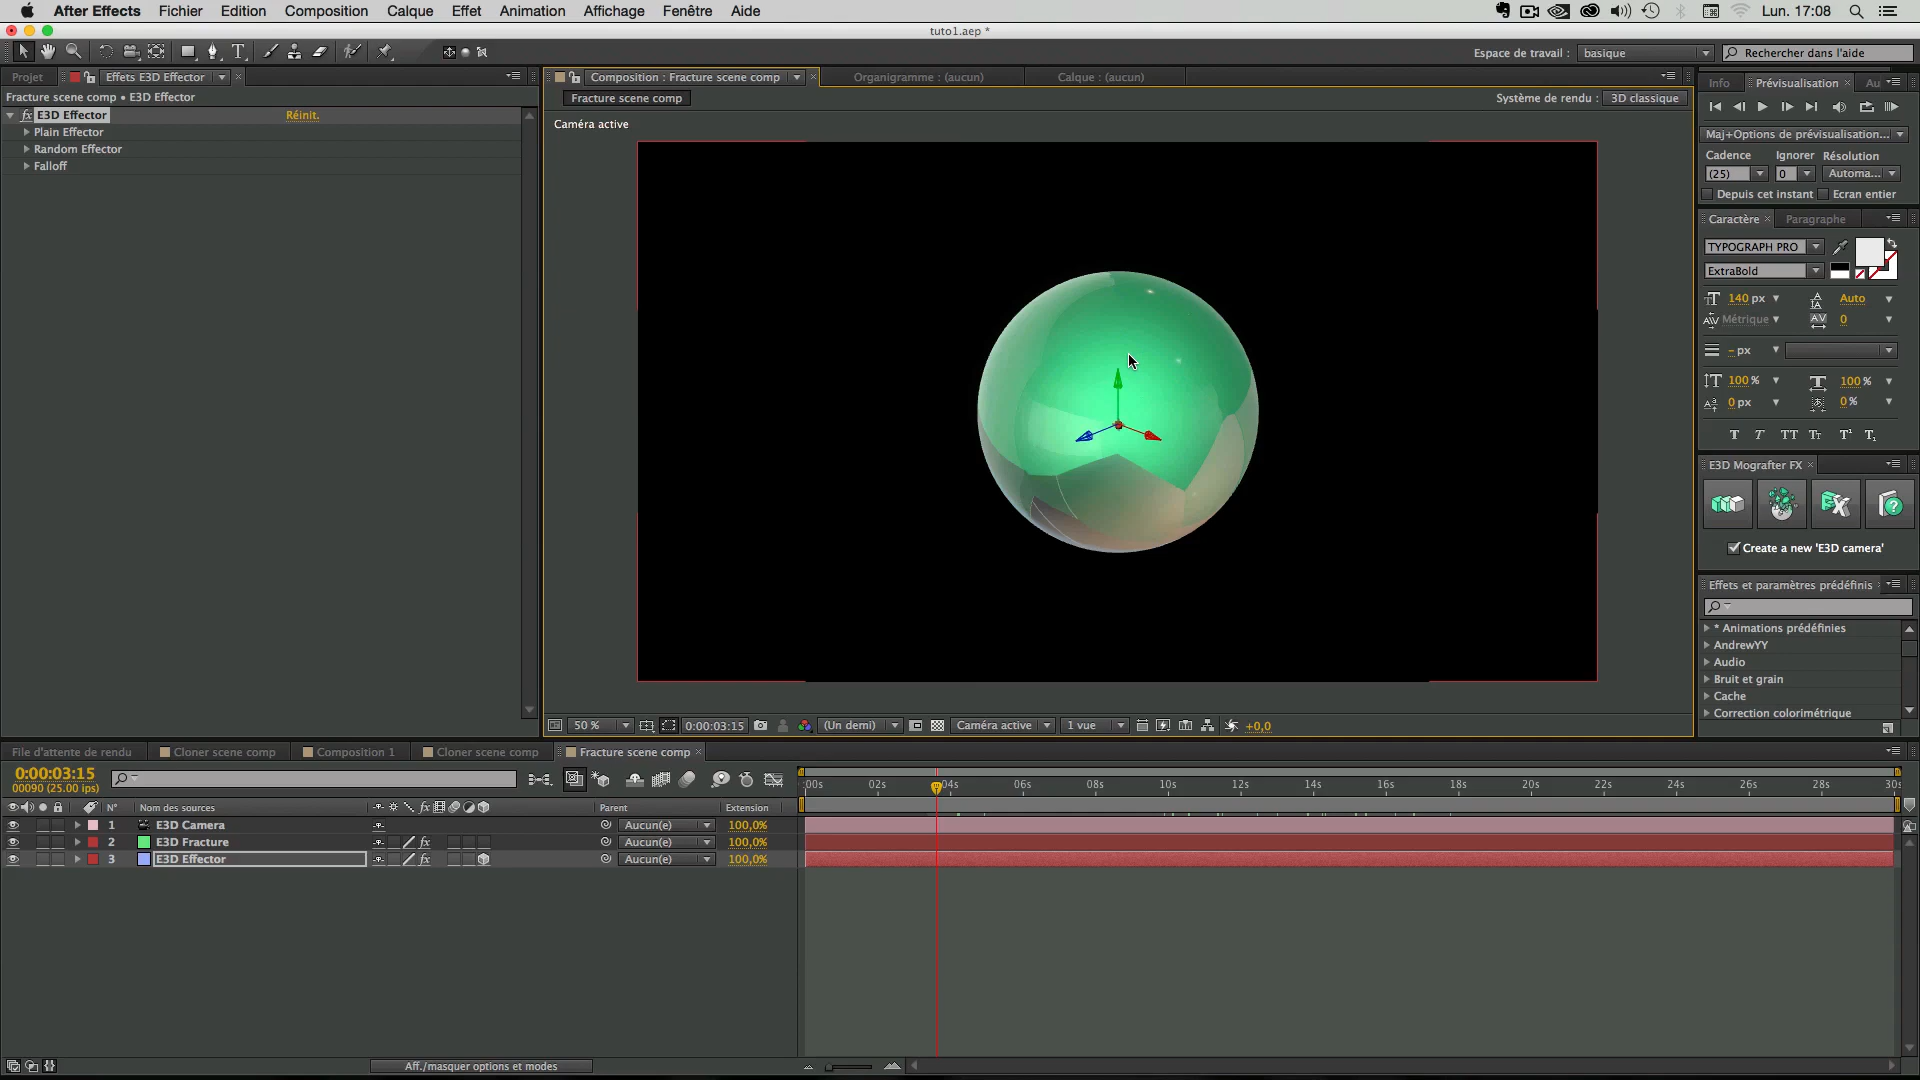 After Effects Fichier Edition Composition Calque Effet Animation Affichage Fenêtre Aide Lun. 17:08
tuto1.aep *
Espace de travail : basique Rechercher dans l'aide
Projet Effets E3D Effector Composition : Fracture scene comp Organigramme : (aucun) Calque : (aucun) Info Prévisualisation Au
Fracture scene comp • E3D Effector
Fracture scene comp Système de rendu : 3D classique
E3D Effector Réinit.
Plain Effector
Random Effector
Falloff
Caméra active
Maj+Options de prévisualisation...
Cadence Ignorer Résolution
(25) 0 Automa...
Depuis cet instant Ecran entier
Caractère Paragraphe
TYPOGRAPH PRO
ExtraBold
140 px Auto
Métrique 0
- px
100 % 100 %
0 px 0 %
T T TT Tt T¹ T₁
E3D Mografter FX
Create a new 'E3D camera'
Effets et paramètres prédéfinis
* Animations prédéfinies
AndrewYY
Audio
Bruit et grain
Cache
Correction colorimétrique
50 % 0:00:03:15 (Un demi) Caméra active 1 vue +0,0
File d'attente de rendu Cloner scene comp Composition 1 Cloner scene comp Fracture scene comp
0:00:03:15
00090 (25.00 ips)
:00s 02s 04s 06s 08s 10s 12s 14s 16s 18s 20s 22s 24s 26s 28s 30s
N° Nom des sources Parent Extension
1 E3D Camera Aucun(e) 100,0%
2 E3D Fracture Aucun(e) 100,0%
3 E3D Effector Aucun(e) 100,0%
Aff./masquer options et modes